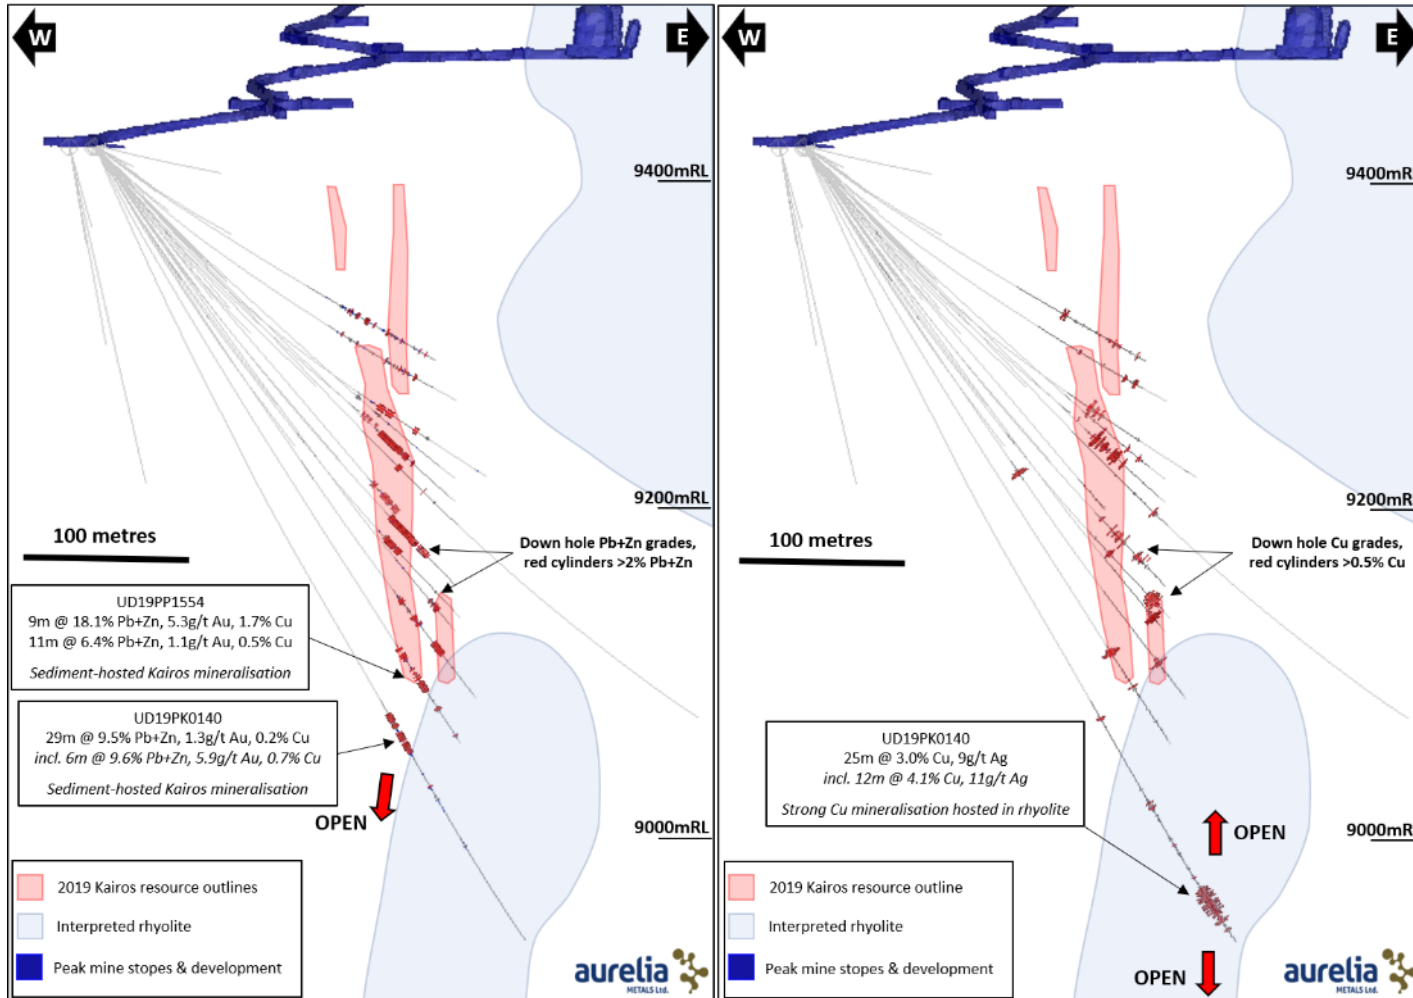 W
E
9400mRL
9200mRL
100 metres
Down hole Pb+Zn grades,
red cylinders >2% Pb+Zn
UD19PP1554
9m @ 18.1% Pb+Zn, 5.3g/t Au, 1.7% Cu
11m @ 6.4% Pb+Zn, 1.1g/t Au, 0.5% Cu
Sediment-hosted Kairos mineralisation
UD19PK0140
29m @ 9.5% Pb+Zn, 1.3g/t Au, 0.2% Cu
incl. 6m @ 9.6% Pb+Zn, 5.9g/t Au, 0.7% Cu
Sediment-hosted Kairos mineralisation
OPEN
9000mRL
2019 Kairos resource outlines
Interpreted rhyolite
Peak mine stopes & development
aurelia
METALS Ltd.
W
E
9400mR
9200mRL
100 metres
Down hole Cu grades,
red cylinders >0.5% Cu
UD19PK0140
25m @ 3.0% Cu, 9g/t Ag
incl. 12m @ 4.1% Cu, 11g/t Ag
Strong Cu mineralisation hosted in rhyolite
OPEN
9000mRL
2019 Kairos resource outline
Interpreted rhyolite
Peak mine stopes & development
OPEN
aurelia
METALS Ltd.